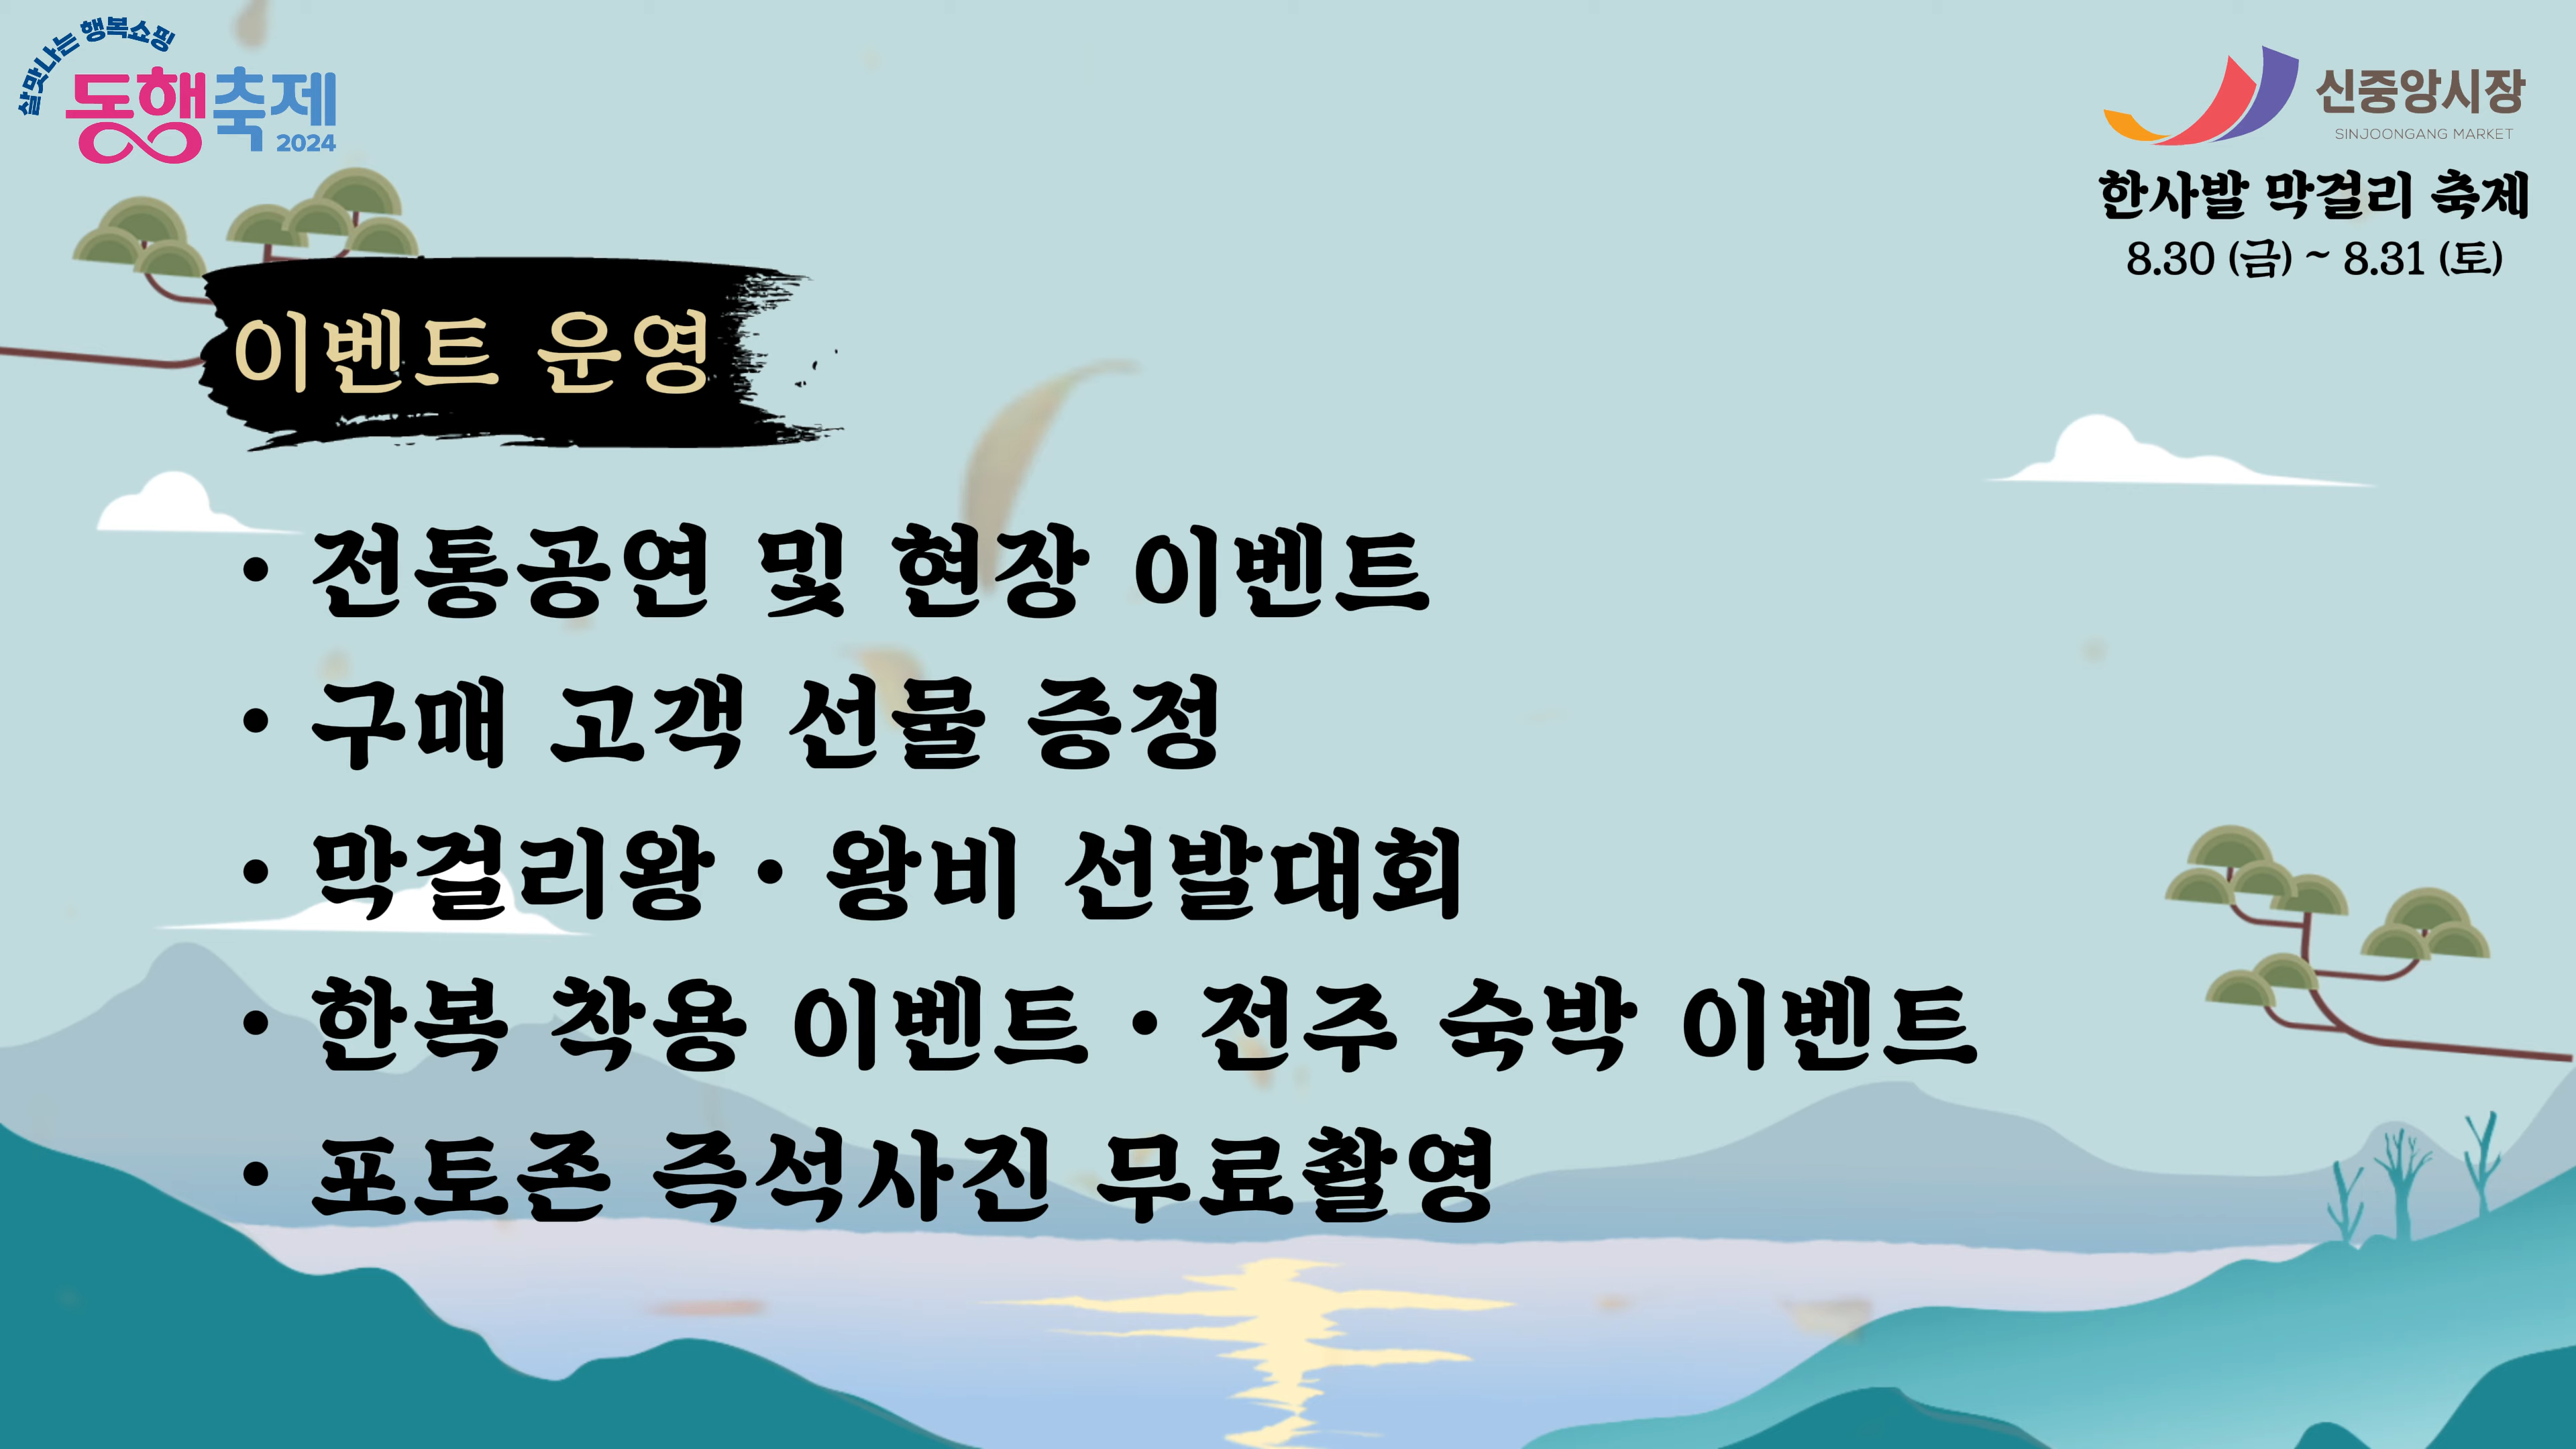 살맛나는 행복쇼핑
동행축제
2024
신중앙시장
SINJOONGANG MARKET
한사발 막걸리 축제
8.30 (금) ~ 8.31 (토)
이벤트 운영
• 전통공연 및 현장 이벤트
• 구매 고객 선물 증정
• 막걸리왕 • 왕비 선발대회
• 한복 착용 이벤트 • 전주 숙박 이벤트
• 포토존 즉석사진 무료촬영